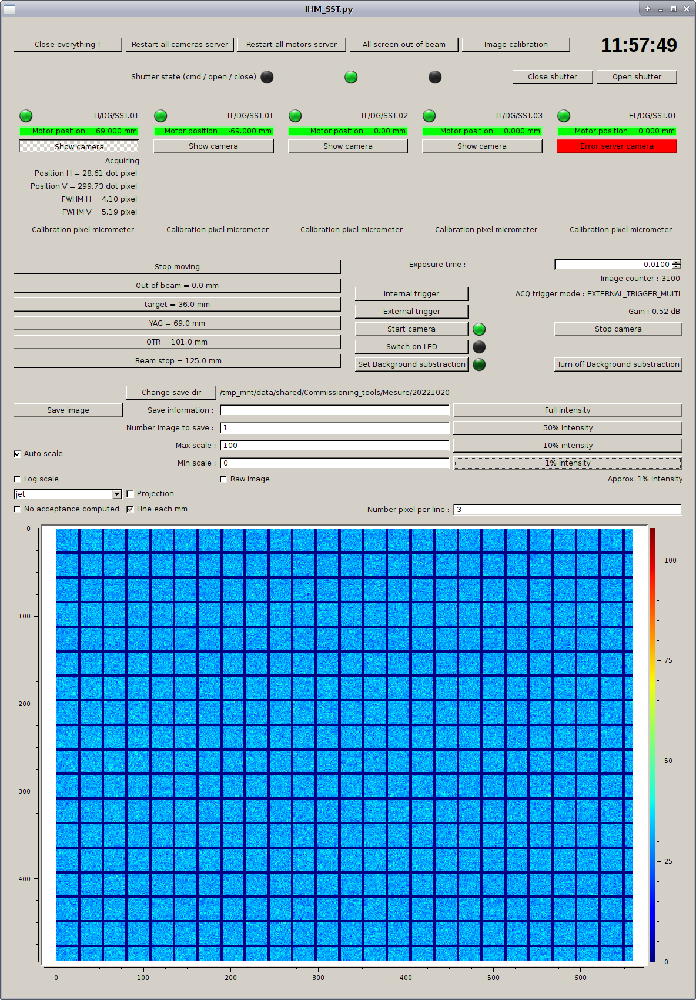 IHM_SST.py
Close everything !
Restart all cameras server
Restart all motors server
All screen out of beam
Image calibration
11:57:49
Shutter state (cmd / open / close)
Close shutter
Open shutter
LI/DG/SST.01
TL/DG/SST.01
TL/DG/SST.02
TL/DG/SST.03
EL/DG/SST.01
Motor position = 69.000 mm
Motor position = -69.000 mm
Motor position = 0.00 mm
Motor position = 0.000 mm
Motor position = 0.000 mm
Show camera
Show camera
Show camera
Show camera
Error server camera
Acquiring
Position H = 28.61 dot pixel
Position V = 299.73 dot pixel
FWHM H = 4.10 pixel
FWHM V = 5.19 pixel
Calibration pixel-micrometer
Calibration pixel-micrometer
Calibration pixel-micrometer
Calibration pixel-micrometer
Calibration pixel-micrometer
Stop moving
Out of beam = 0.0 mm
target = 36.0 mm
YAG = 69.0 mm
OTR = 101.0 mm
Beam stop = 125.0 mm
Exposure time :
0.0100
Image counter : 3100
Internal trigger
ACQ trigger mode : EXTERNAL_TRIGGER_MULTI
External trigger
Gain : 0.52 dB
Start camera
Stop camera
Switch on LED
Set Background substraction
Turn off Background substraction
Change save dir
/tmp_mnt/data/shared/Commissioning_tools/Mesure/20221020
Save image
Save information :
Full intensity
Number image to save :
1
50% intensity
Max scale :
100
10% intensity
Auto scale
Min scale :
0
1% intensity
Log scale
Raw image
Approx. 1% intensity
jet
Projection
No acceptance computed
Line each mm
Number pixel per line :
3
0
100
200
300
400
0
100
200
300
400
500
600
100
75
50
25
0